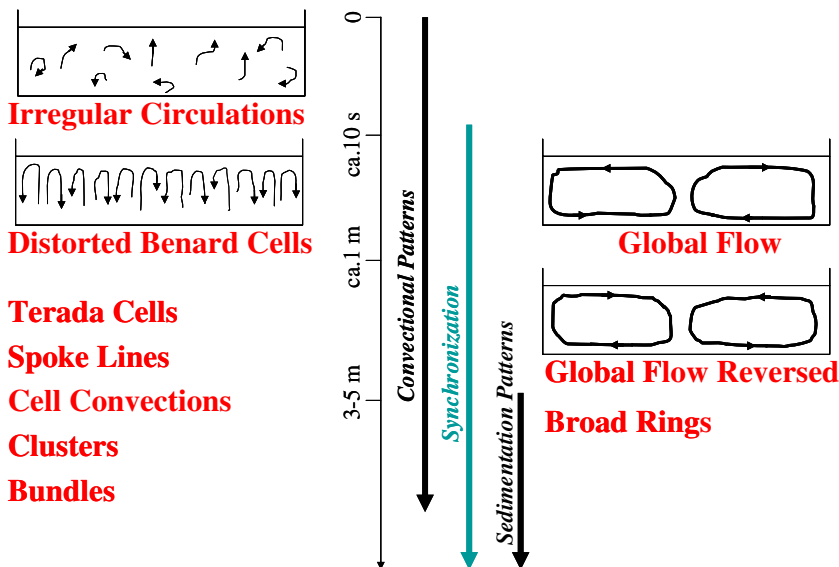 Irregular Circulations
Distorted Benard Cells
Terada Cells
Spoke Lines
Cell Convections
Clusters
Bundles
0
ca.10 s
ca.1 m
3-5 m
Convectional Patterns
Synchronization
Sedimentation Patterns
Global Flow
Global Flow Reversed
Broad Rings